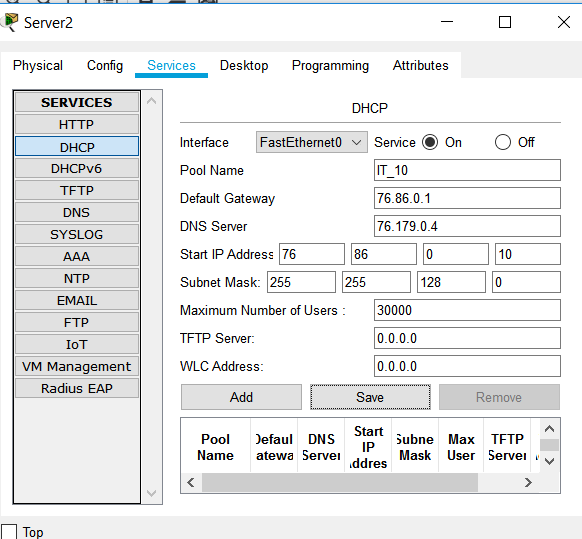 Server2
Physical Config Services Desktop Programming Attributes
SERVICES
HTTP
DHCP
DHCPv6
TFTP
DNS
SYSLOG
AAA
NTP
EMAIL
FTP
IoT
VM Management
Radius EAP
DHCP
Interface FastEthernet0 Service On Off
Pool Name IT_10
Default Gateway 76.86.0.1
DNS Server 76.179.0.4
Start IP Address 76 86 0 10
Subnet Mask: 255 255 128 0
Maximum Number of Users : 30000
TFTP Server: 0.0.0.0
WLC Address: 0.0.0.0
Add Save Remove
Pool Name
Defaul atewa
DNS Server
Start IP ddres
Subne Mask
Max User
TFTP Server
Top